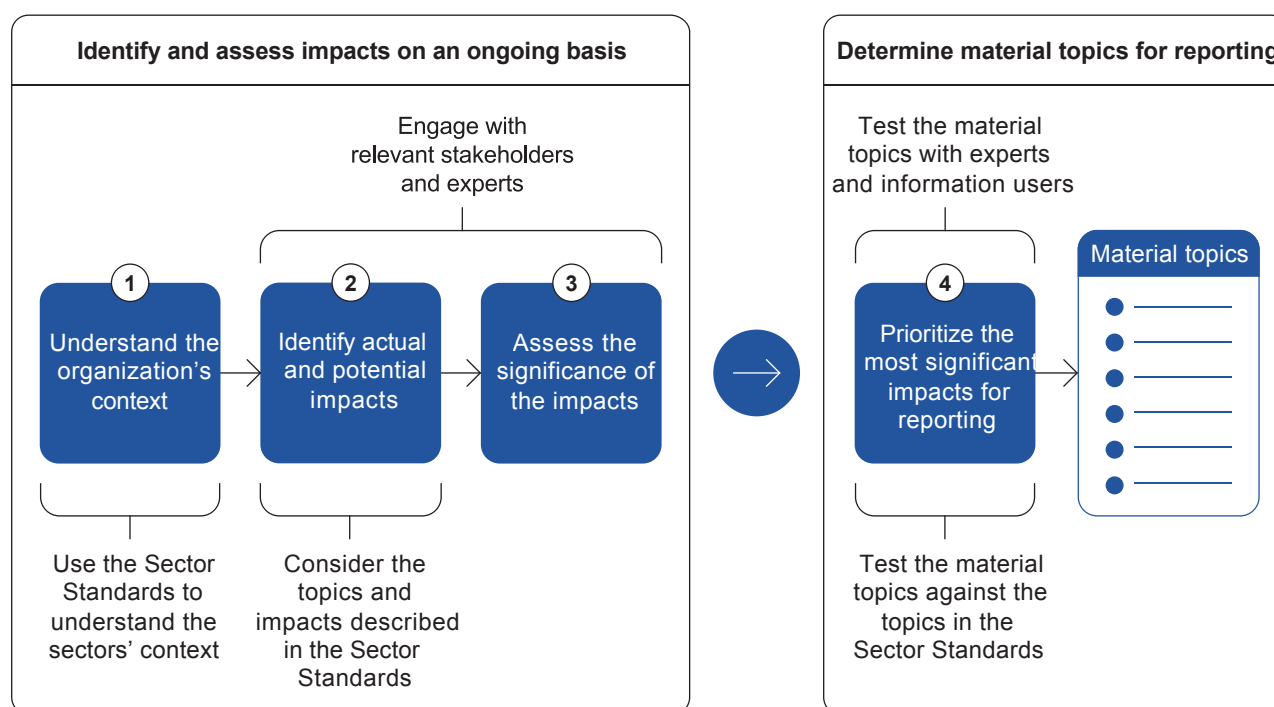 Identify and assess impacts on an ongoing basis
Engage with
relevant stakeholders
and experts
1
Understand the
organization’s
context
2
Identify actual
and potential
impacts
3
Assess the
significance of
the impacts
Use the Sector
Standards to
understand the
sectors’ context
Consider the
topics and
impacts described
in the Sector
Standards
Determine material topics for reporting
Test the material
topics with experts
and information users
4
Prioritize the
most significant
impacts for
reporting
Material topics
Test the material
topics against the
topics in the
Sector Standards